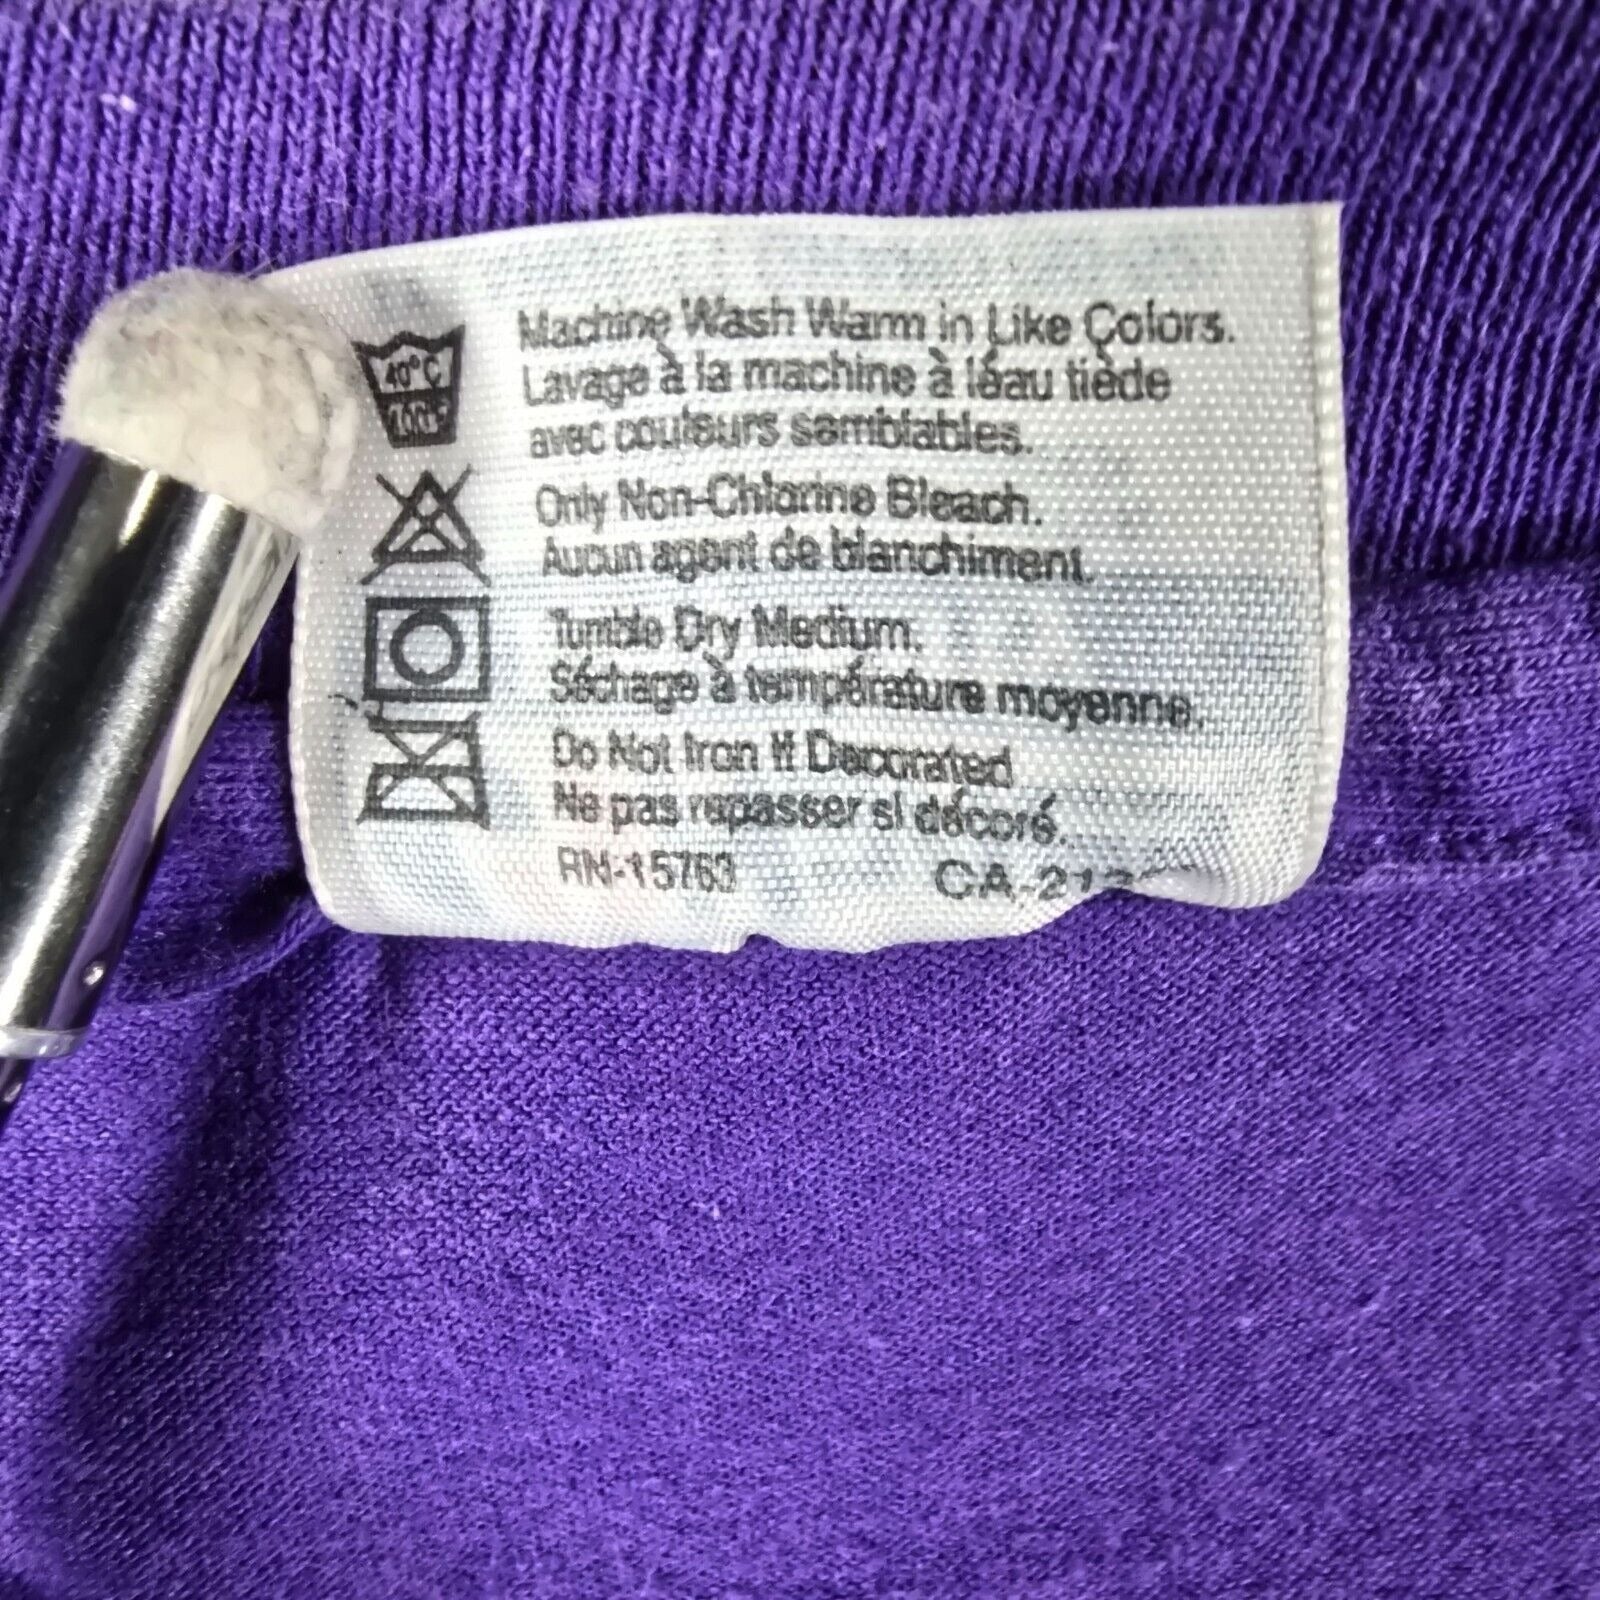 40°C
Machine Wash Warm in Like Colors.
Lavage à la machine à léau tiède
avec couleurs semblables.
Only Non-Chlorine Bleach.
Aucun agent de blanchiment.
Tumble Dry Medium.
Séchage à température moyenne.
Do Not Iron If Decorated
Ne pas repasser si décoré.
RN-15763